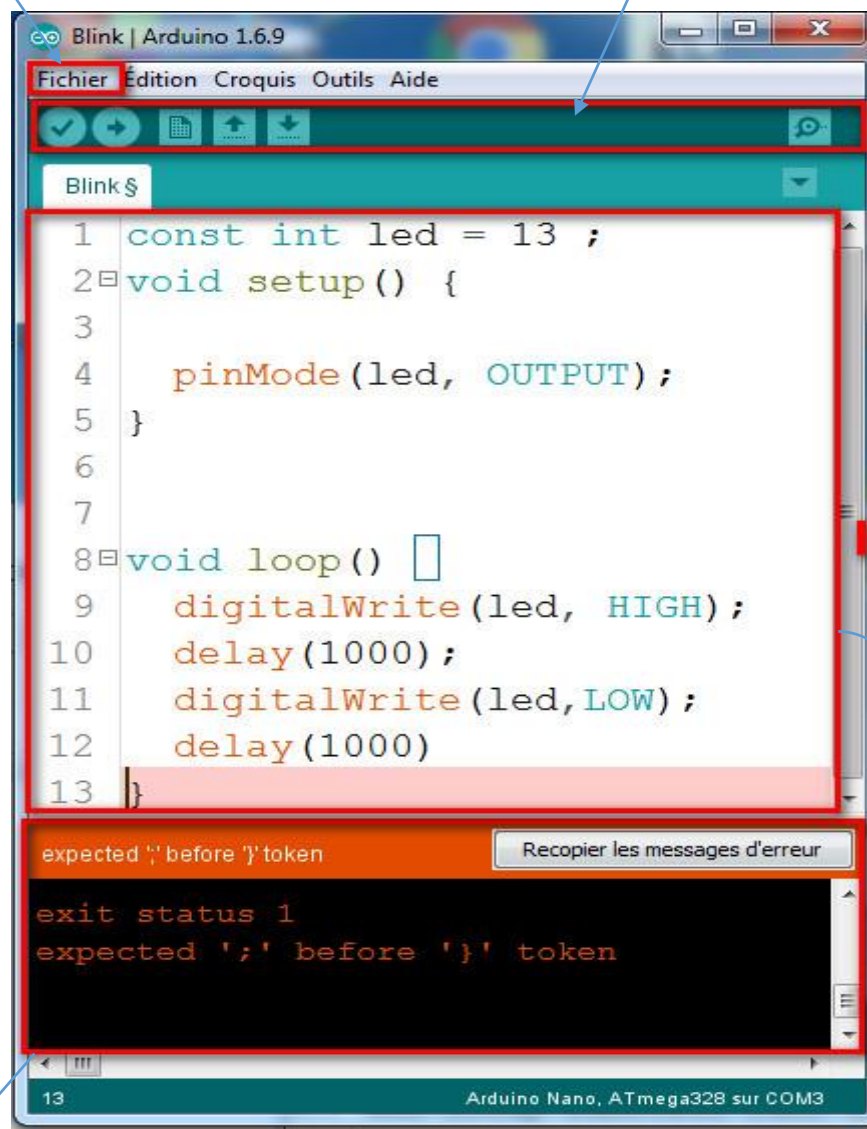 Blink | Arduino 1.6.9
Fichier Édition Croquis Outils Aide
Blink §
1 const int led = 13 ;
2 void setup() {
3
4 pinMode(led, OUTPUT);
5 }
6
7
8 void loop()
9 digitalWrite(led, HIGH);
10 delay(1000);
11 digitalWrite(led,LOW);
12 delay(1000)
13 }
expected ';' before '}' token Recopier les messages d'erreur
exit status 1
expected ';' before '}' token
13 Arduino Nano, ATmega328 sur COM3